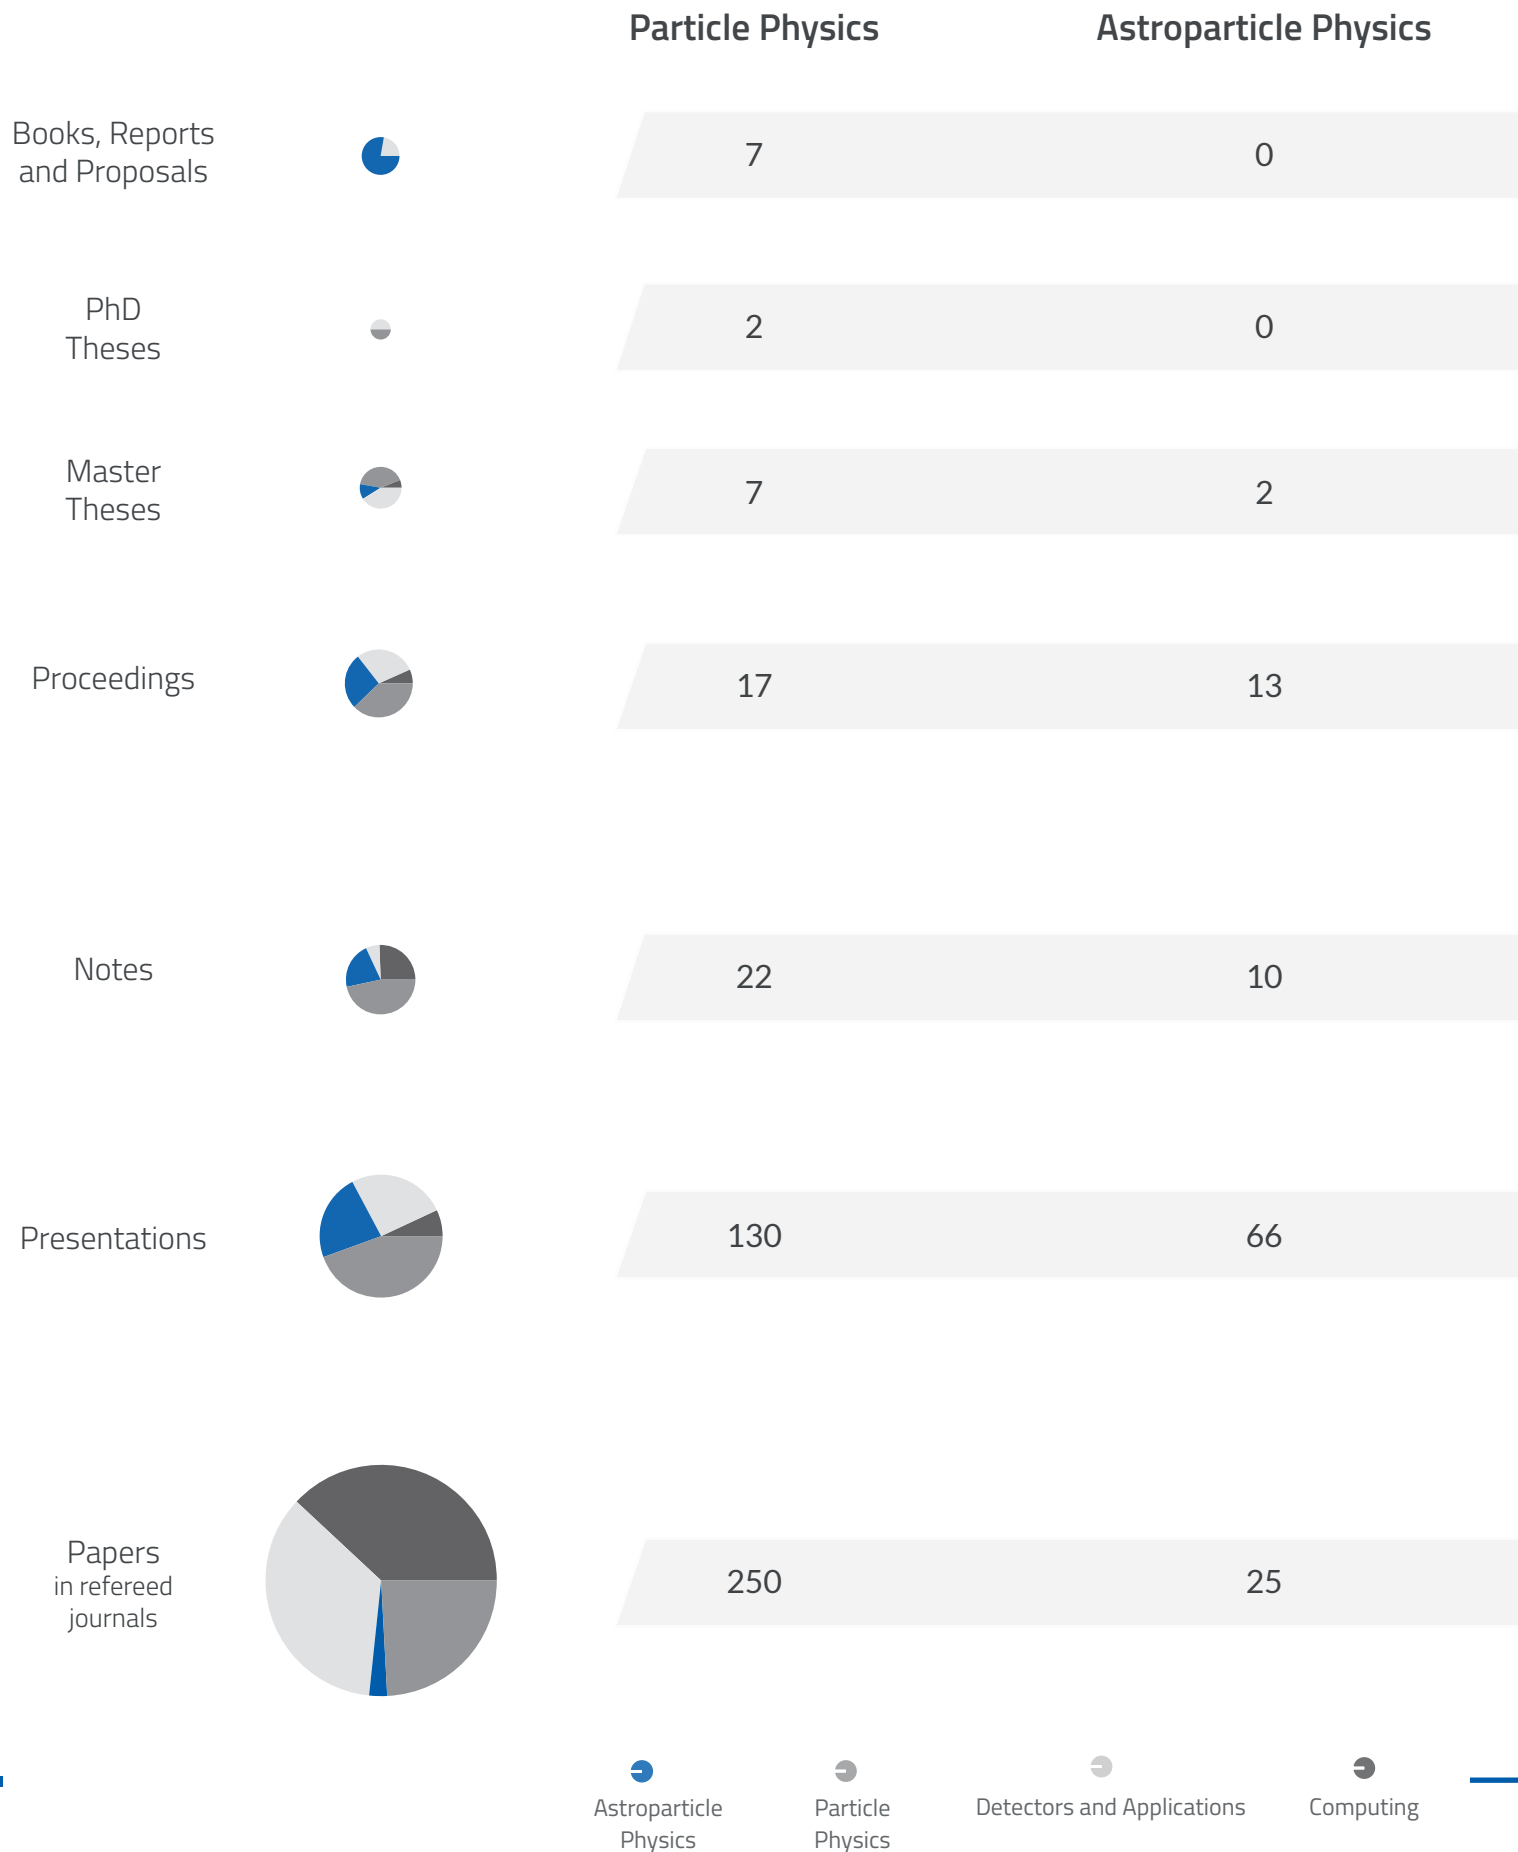 Particle Physics
Astroparticle Physics
Books, Reports
and Proposals
7
0
PhD
Theses
2
0
Master
Theses
7
2
Proceedings
17
13
Notes
22
10
Presentations
130
66
Papers
in refereed
journals
250
25
Astroparticle
Physics
Particle
Physics
Detectors and Applications
Computing